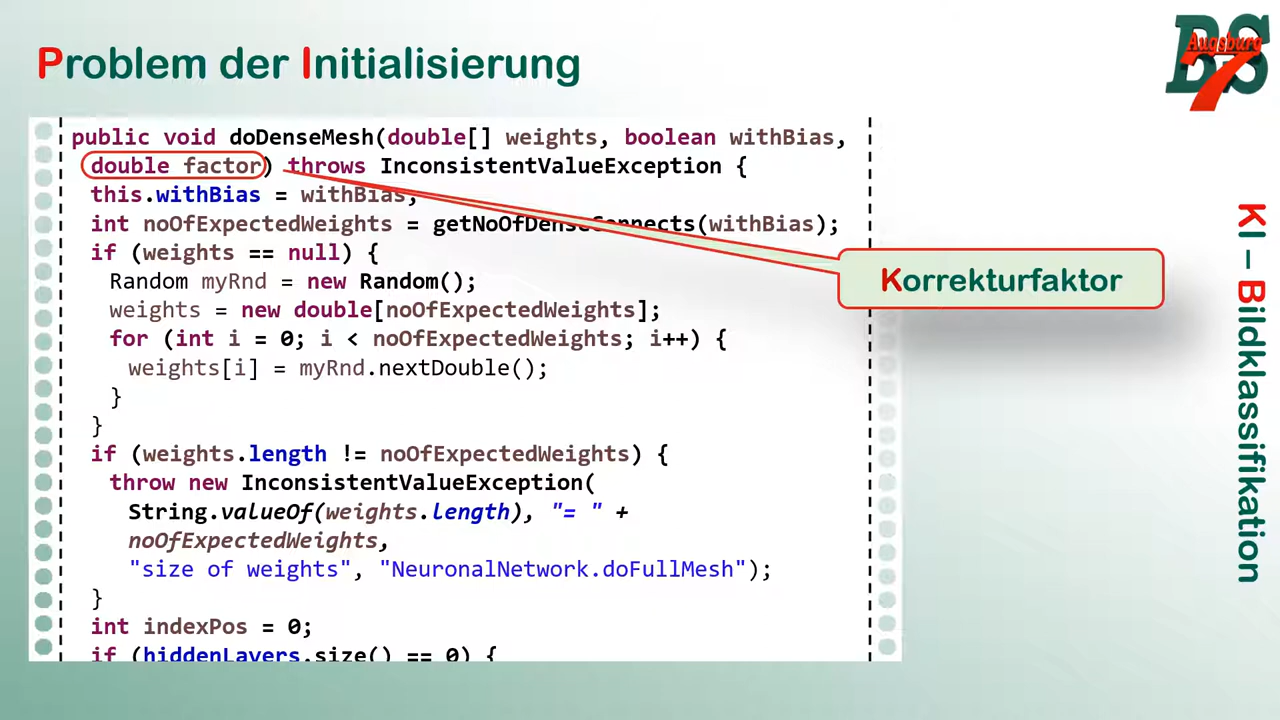 Problem der Initialisierung
BS
Augsburg
7
public void doDenseMesh(double[] weights, boolean withBias,
double factor) throws InconsistentValueException {
this.withBias = withBias;
int noOfExpectedWeights = getNoOfDenseConnects(withBias);
if (weights == null) {
Random myRnd = new Random();
weights = new double[noOfExpectedWeights];
for (int i = 0; i < noOfExpectedWeights; i++) {
weights[i] = myRnd.nextDouble();
}
}
if (weights.length != noOfExpectedWeights) {
throw new InconsistentValueException(
String.valueOf(weights.length), "= " +
noOfExpectedWeights,
"size of weights", "NeuronalNetwork.doFullMesh");
}
int indexPos = 0;
if (hiddenLayers.size() == 0) {
Korrekturfaktor
KI – Bildklassifikation